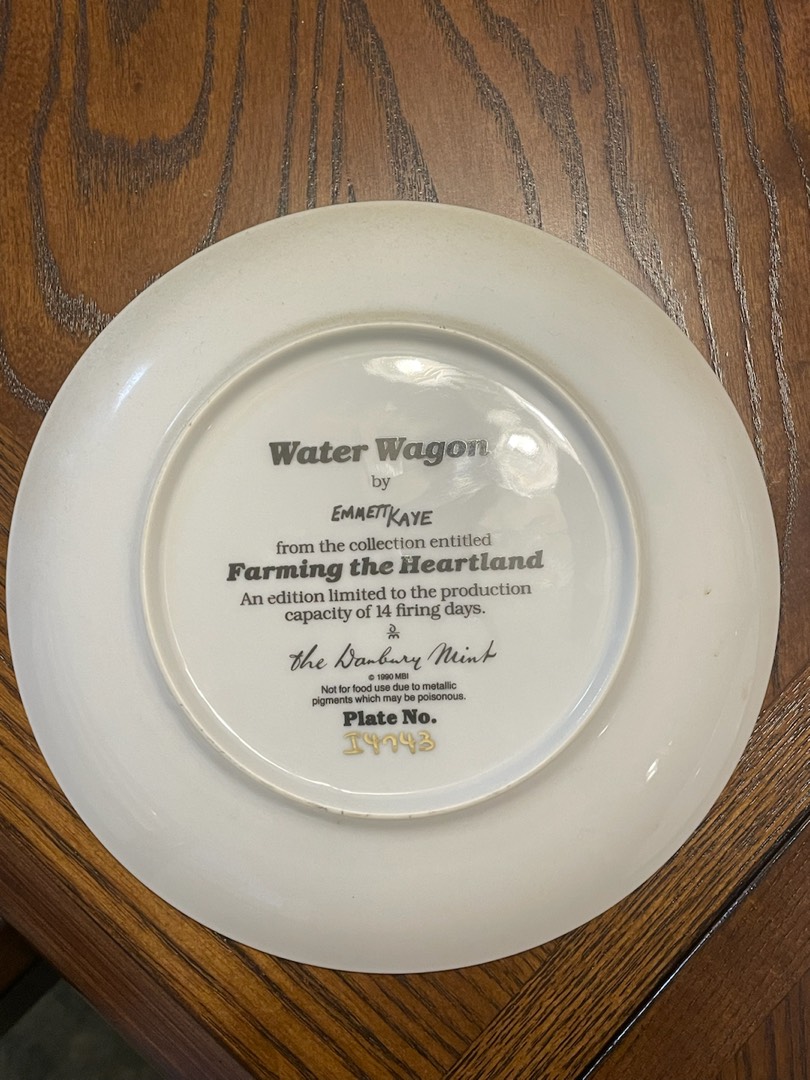 Water Wagon
by
EMMETT KAYE
from the collection entitled
Farming the Heartland
An edition limited to the production
capacity of 14 firing days.
the Danbury Mint
© 1990 MBI
Not for food use due to metallic
pigments which may be poisonous.
Plate No.
I4743